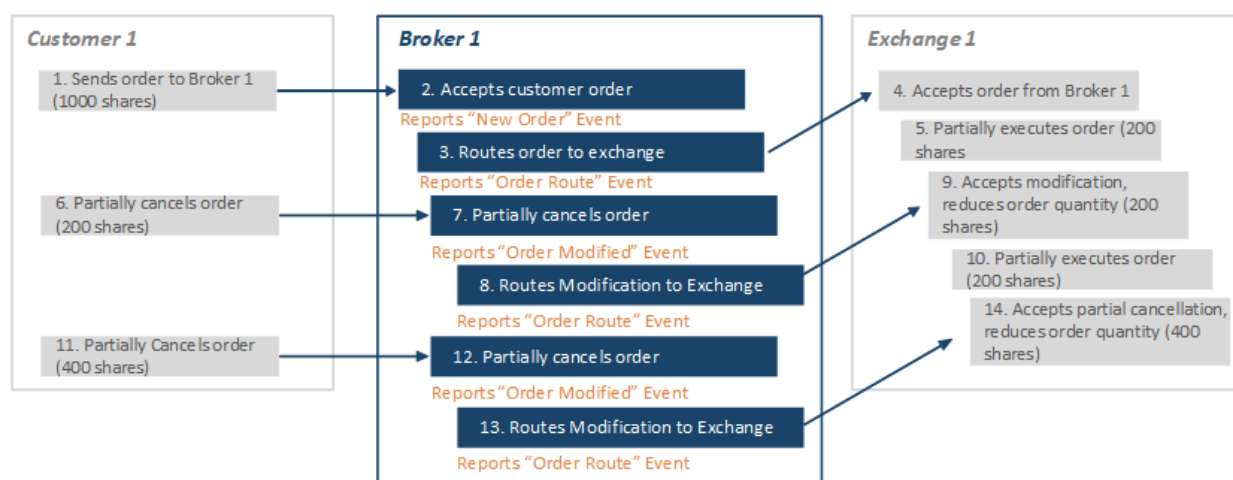 Customer 1
1. Sends order to Broker 1
(1000 shares)
6. Partially cancels order
(200 shares)
11. Partially Cancels order
(400 shares)
Broker 1
2. Accepts customer order
Reports “New Order” Event
3. Routes order to exchange
Reports “Order Route” Event
7. Partially cancels order
Reports “Order Modified” Event
8. Routes Modification to Exchange
Reports “Order Route” Event
12. Partially cancels order
Reports “Order Modified” Event
13. Routes Modification to Exchange
Reports “Order Route” Event
Exchange 1
4. Accepts order from Broker 1
5. Partially executes order (200
shares
9. Accepts modification,
reduces order quantity (200
shares)
10. Partially executes order
(200 shares)
14. Accepts partial cancellation,
reduces order quantity (400
shares)